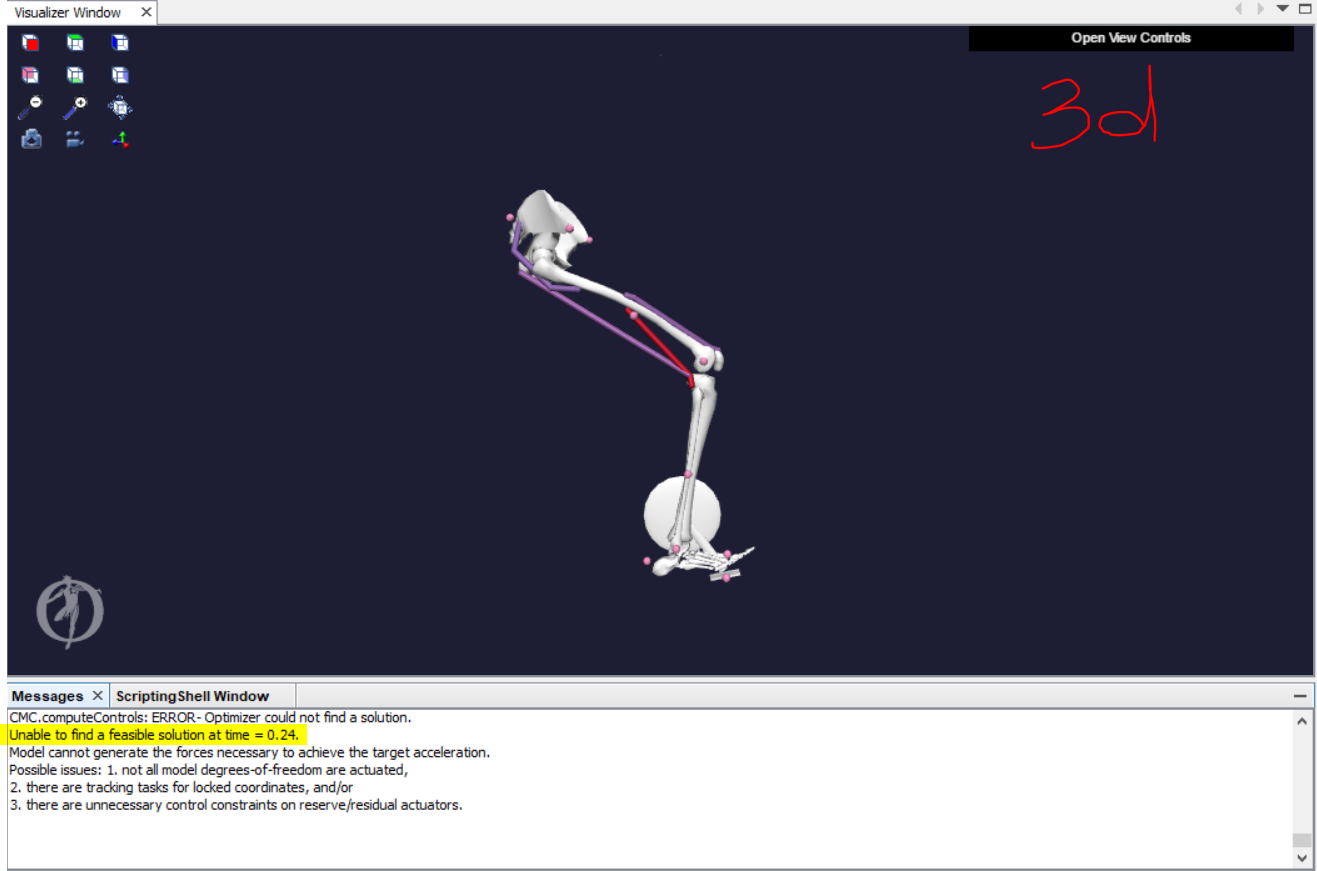 Visualizer Window
Open View Controls
3d
Messages ScriptingShell Window
CMC.computeControls: ERROR- Optimizer could not find a solution.
Unable to find a feasible solution at time = 0.24.
Model cannot generate the forces necessary to achieve the target acceleration.
Possible issues: 1. not all model degrees-of-freedom are actuated,
2. there are tracking tasks for locked coordinates, and/or
3. there are unnecessary control constraints on reserve/residual actuators.